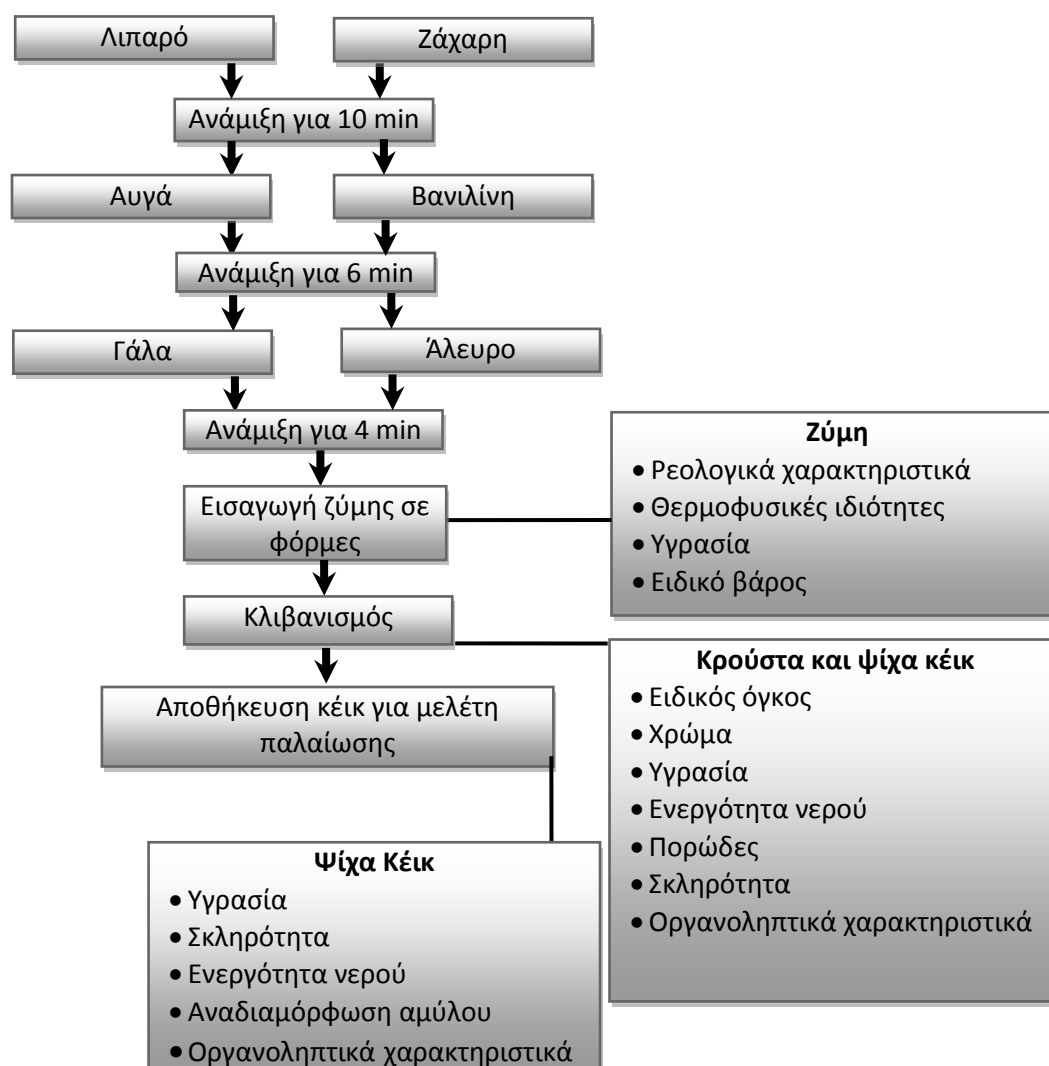 Λιπαρό
Ζάχαρη
Ανάμιξη για 10 min
Αυγά
Βανιλίνη
Ανάμιξη για 6 min
Γάλα
Άλευρο
Ανάμιξη για 4 min
Εισαγωγή ζύμης σε
φόρμες
Ζύμη
• Ρεολογικά χαρακτηριστικά
• Θερμοφυσικές ιδιότητες
• Υγρασία
• Ειδικό βάρος
Κλιβανισμός
Κρούστα και ψίχα κέικ
• Ειδικός όγκος
• Χρώμα
• Υγρασία
• Ενεργότητα νερού
• Πορώδες
• Σκληρότητα
• Οργανοληπτικά χαρακτηριστικά
Αποθήκευση κέικ για μελέτη
παλαίωσης
Ψίχα Κέικ
• Υγρασία
• Σκληρότητα
• Ενεργότητα νερού
• Αναδιαμόρφωση αμύλου
• Οργανοληπτικά χαρακτηριστικά